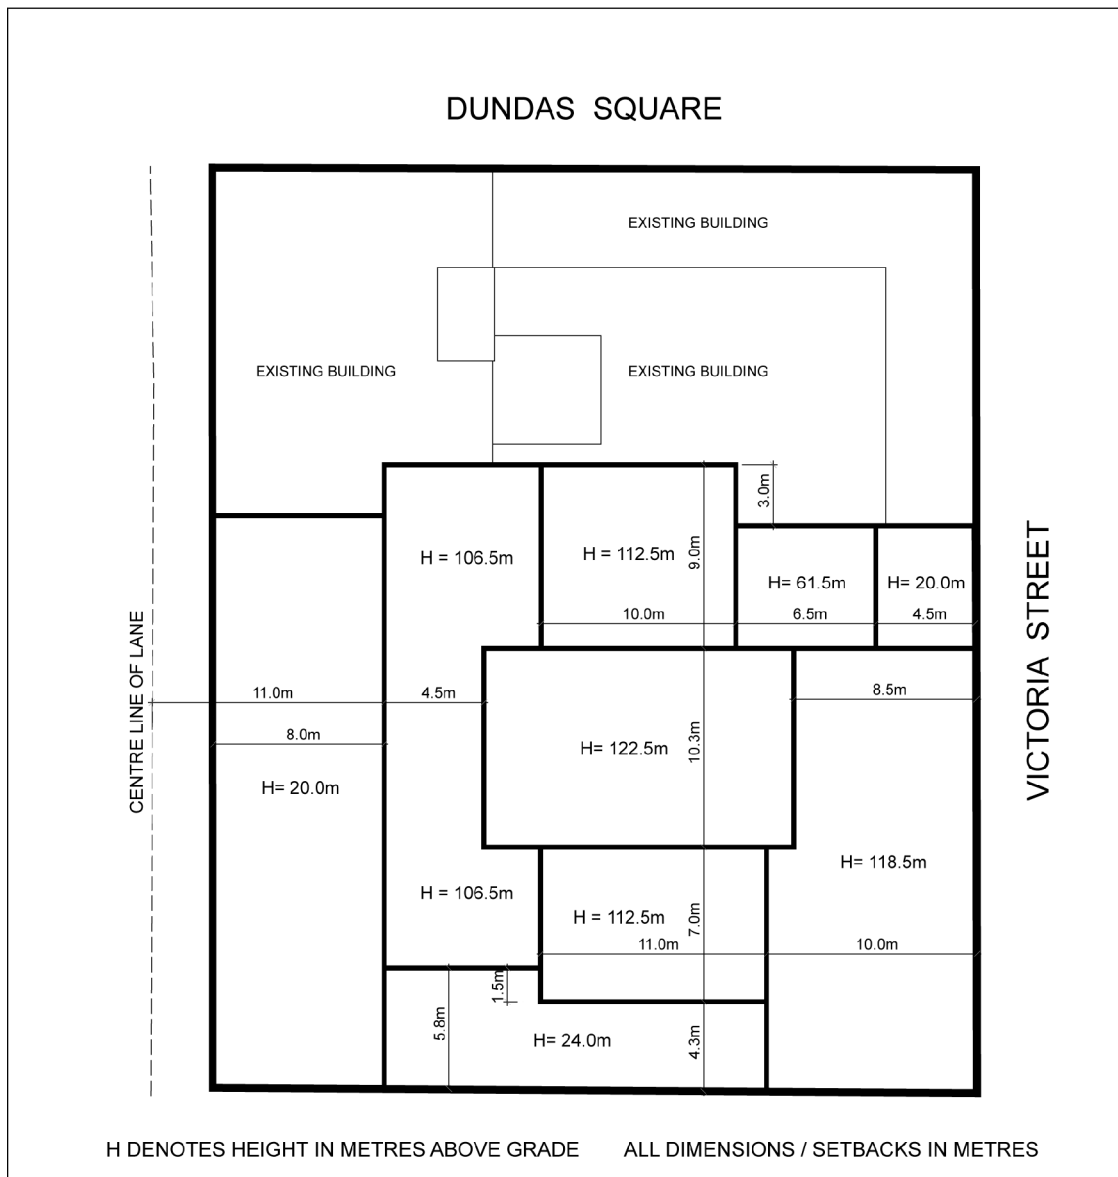 DUNDAS SQUARE
EXISTING BUILDING
EXISTING BUILDING
EXISTING BUILDING
3.0m
H = 106.5m
H = 112.5m
9.0m
H= 61.5m
H= 20.0m
10.0m
6.5m
4.5m
VICTORIA STREET
CENTRE LINE OF LANE
11.0m
4.5m
8.5m
8.0m
H= 122.5m
10.3m
H= 20.0m
H= 118.5m
H = 106.5m
H = 112.5m
7.0m
11.0m
10.0m
1.5m
5.8m
H= 24.0m
4.3m
H DENOTES HEIGHT IN METRES ABOVE GRADE
ALL DIMENSIONS / SETBACKS IN METRES